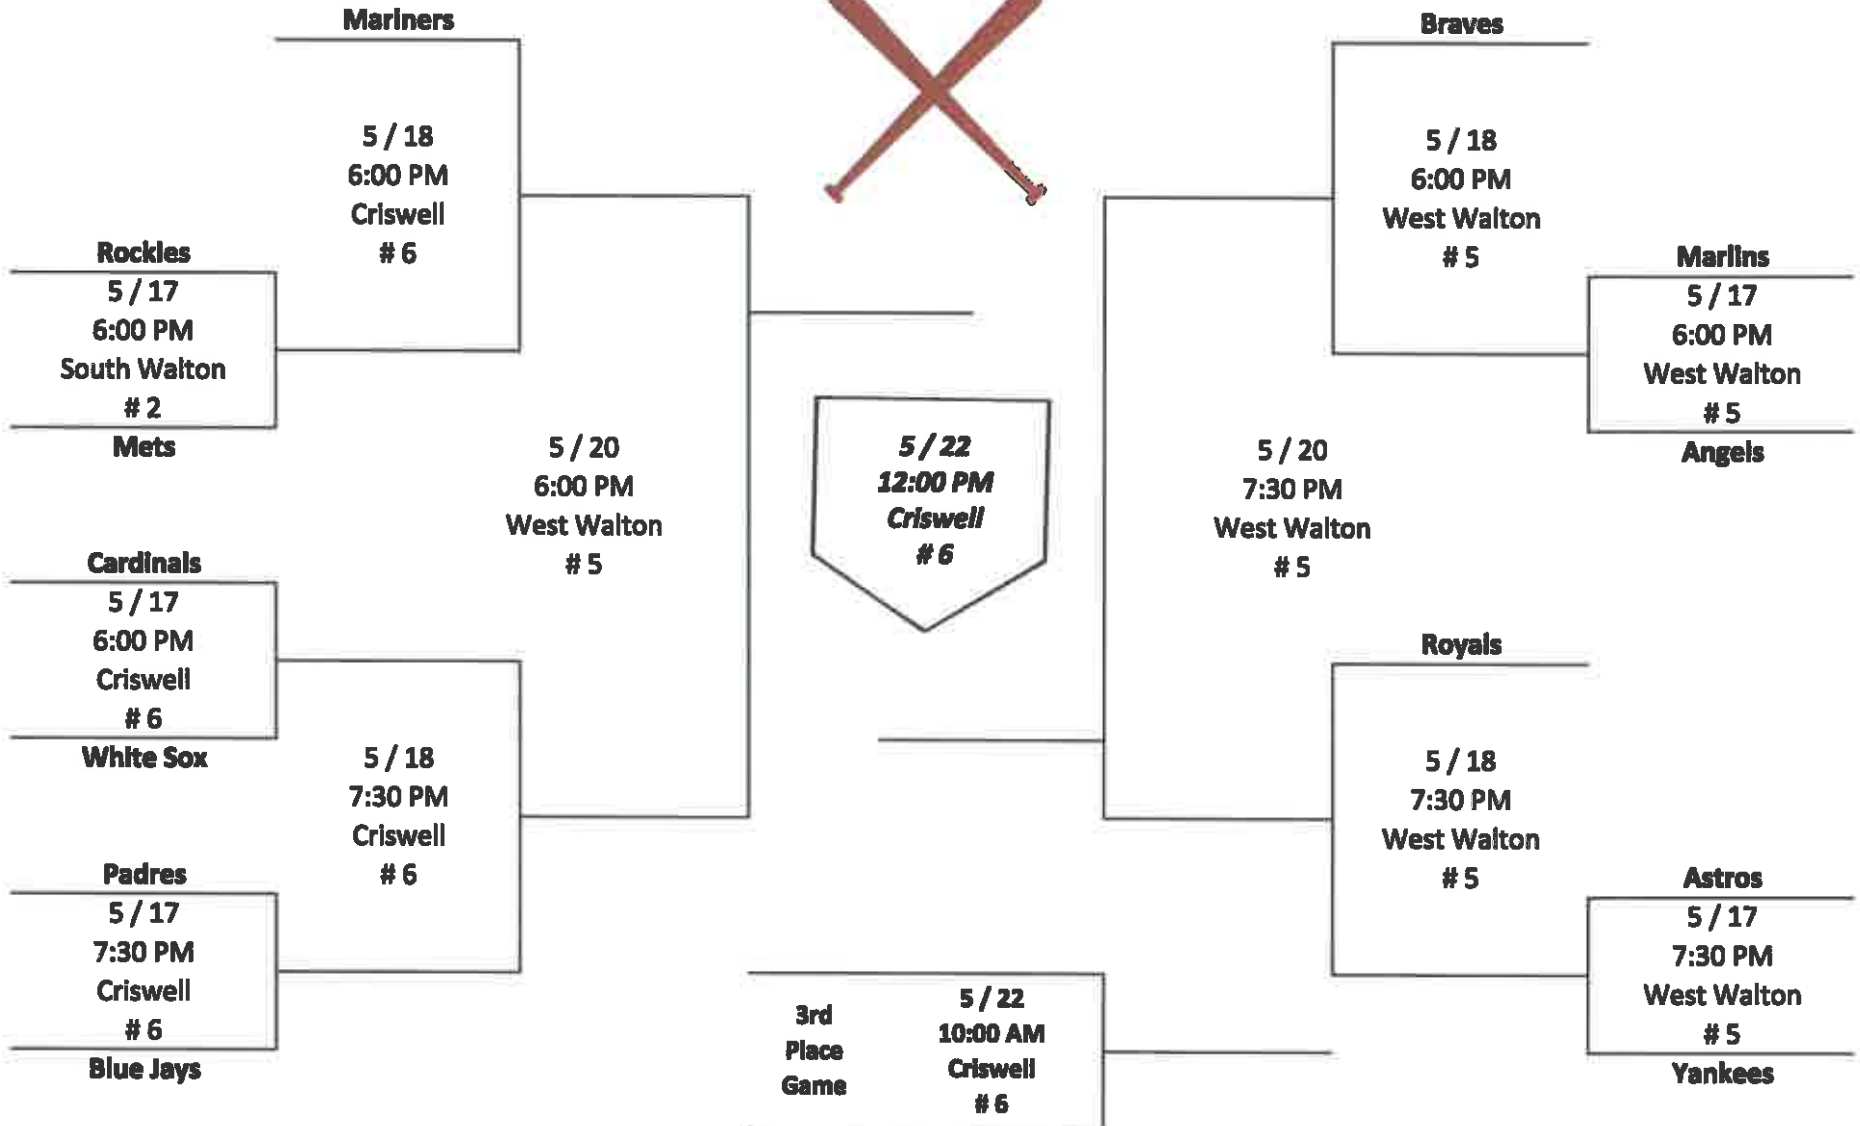 Mariners
5 / 18
6:00 PM
Criswell
# 6
Rockies
5 / 17
6:00 PM
South Walton
# 2
Mets
5 / 20
6:00 PM
West Walton
# 5
Cardinals
5 / 17
6:00 PM
Criswell
# 6
White Sox
5 / 18
7:30 PM
Criswell
# 6
Padres
5 / 17
7:30 PM
Criswell
# 6
Blue Jays
5 / 22
12:00 PM
Criswell
# 6
3rd
Place
Game
5 / 22
10:00 AM
Criswell
# 6
Braves
5 / 18
6:00 PM
West Walton
# 5
Marlins
5 / 17
6:00 PM
West Walton
# 5
Angels
5 / 20
7:30 PM
West Walton
# 5
Royals
5 / 18
7:30 PM
West Walton
# 5
Astros
5 / 17
7:30 PM
West Walton
# 5
Yankees